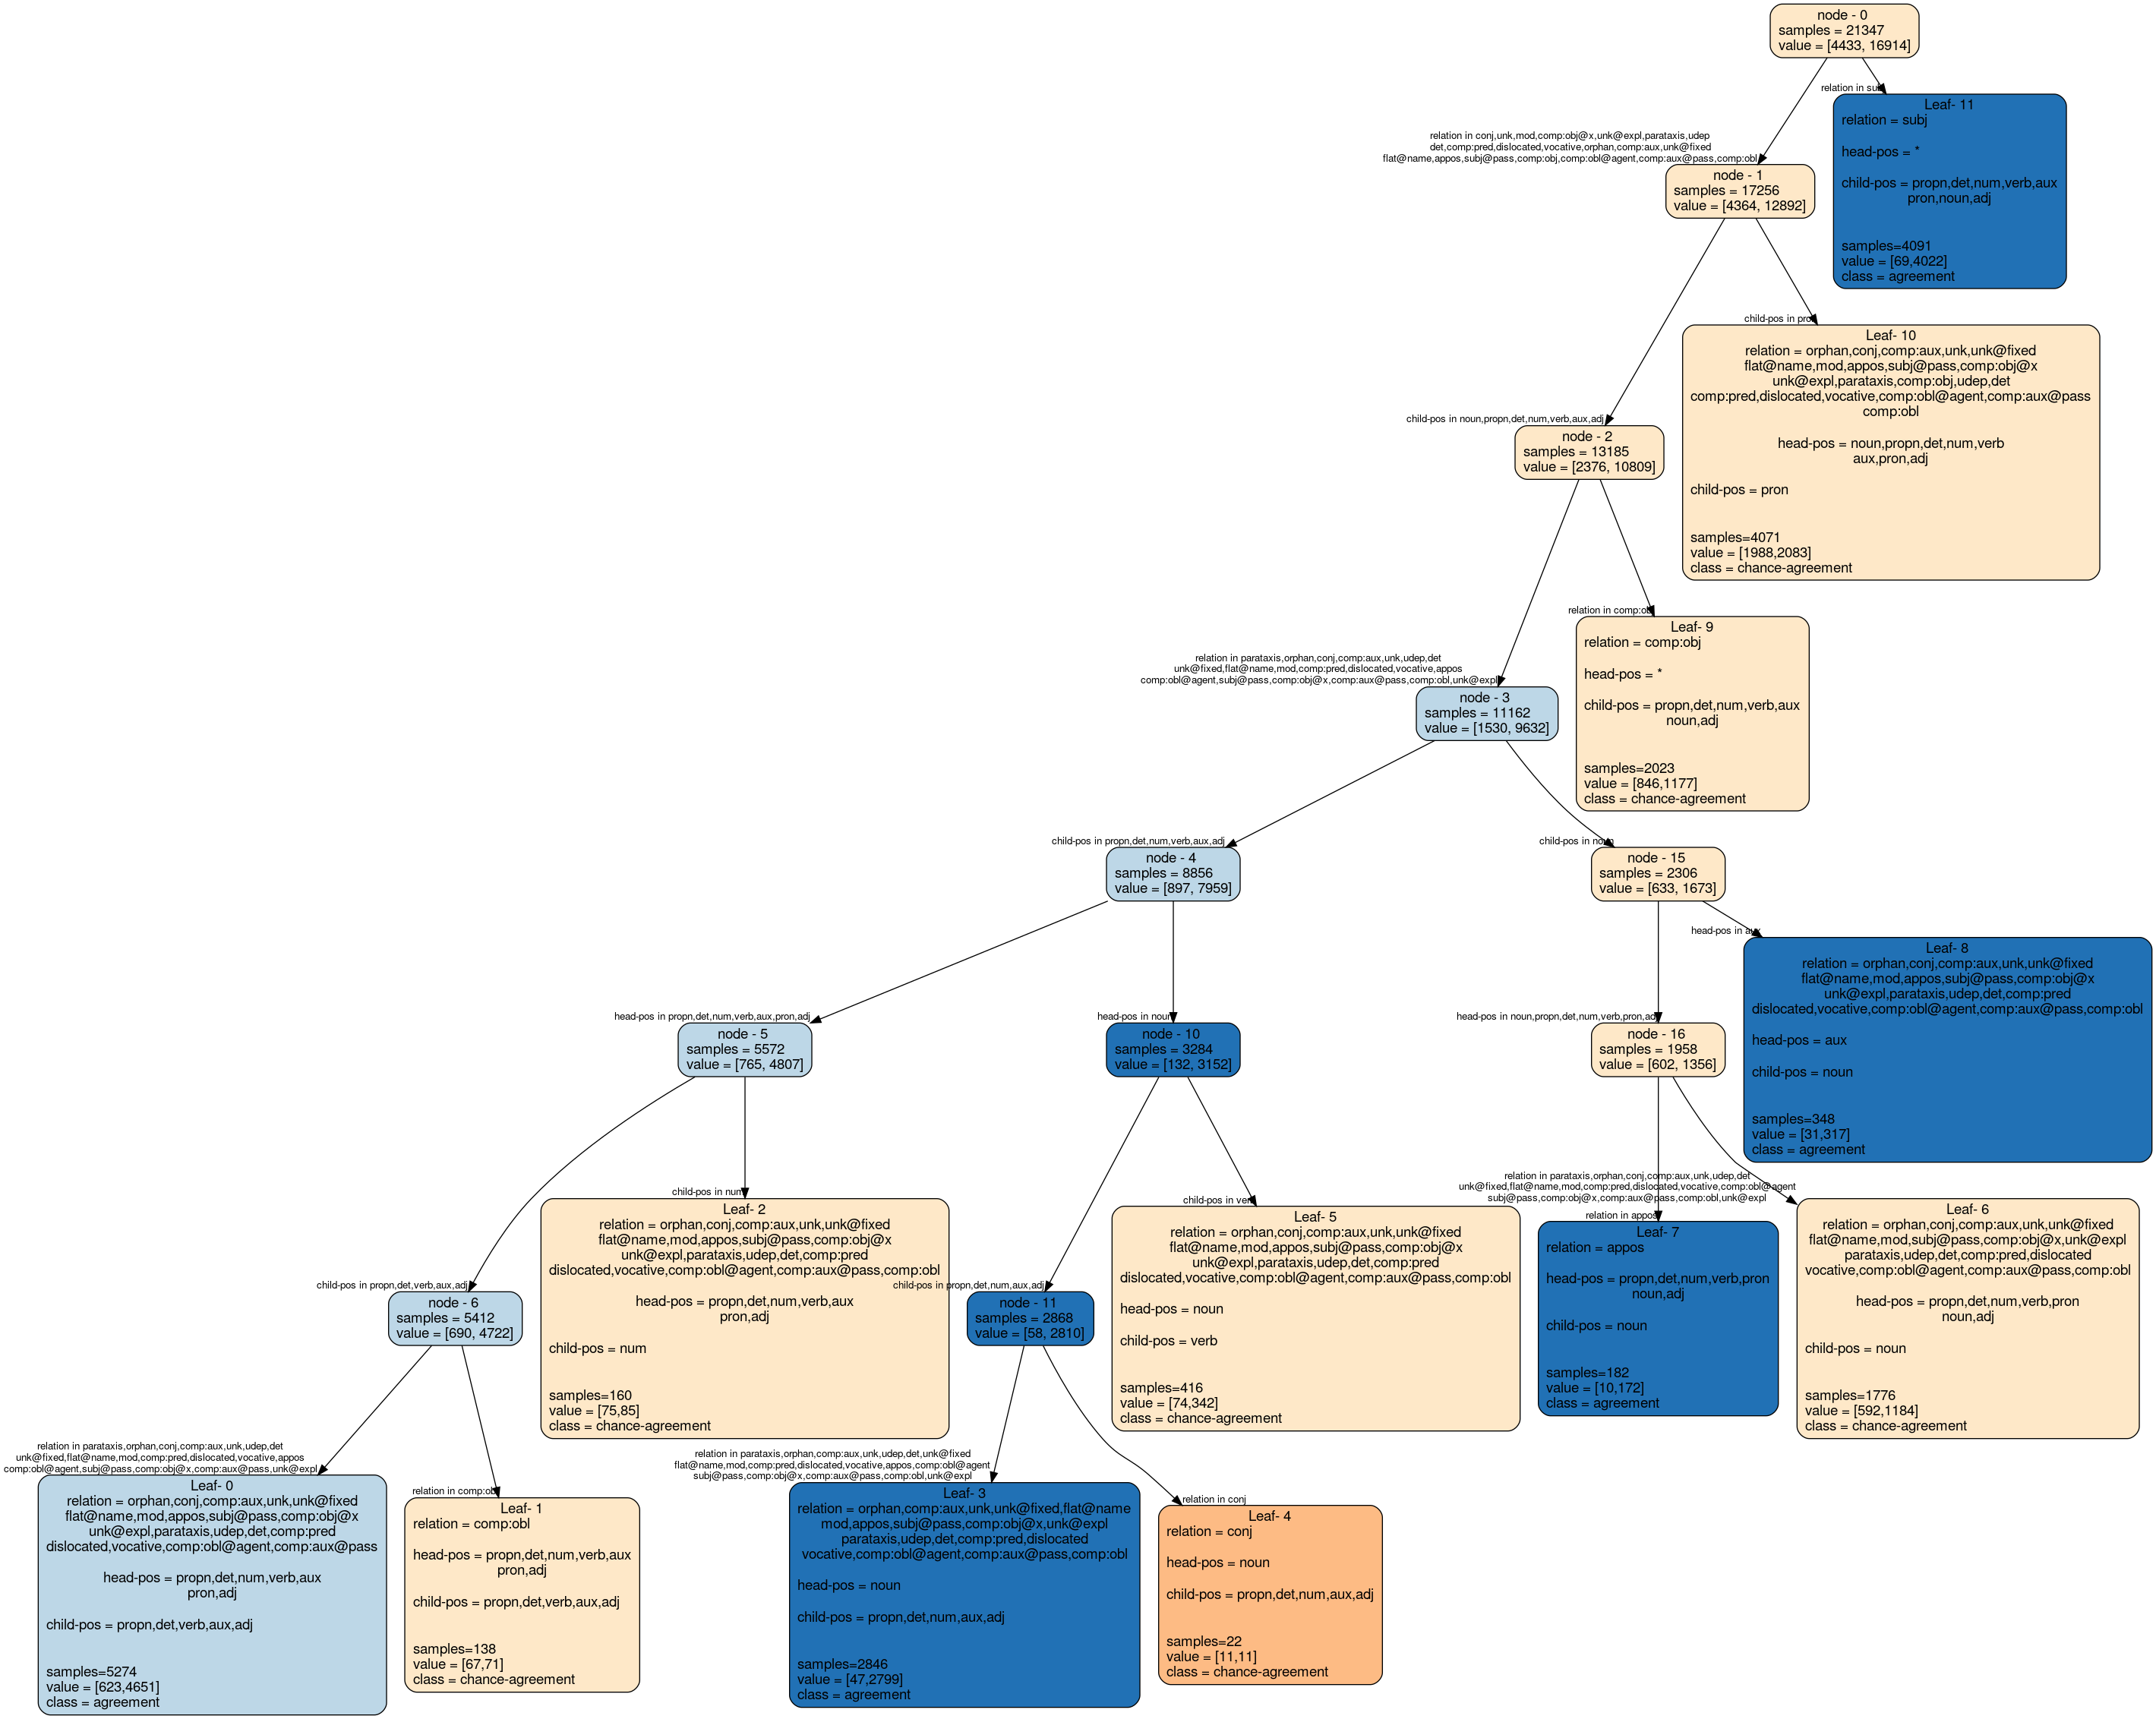 node - 0
samples = 21347
value = [4433, 16914]
relation in su
Leaf- 11
relation = subj
head-pos = *
child-pos = propn,det,num,verb,aux
pron,noun,adj
samples=4091
value = [69,4022]
class = agreement
relation in conj,unk,mod,comp:obj@x,unk@expl,parataxis,udep
det,comp:pred,dislocated,vocative,orphan,comp:aux,unk@fixed
flat@name,appos,subj@pass,comp:obj,comp:obl@agent,comp:aux@pass,comp:obl
node - 1
samples = 17256
value = [4364, 12892]
child-pos in pron
Leaf- 10
relation = orphan,conj,comp:aux,unk,unk@fixed
flat@name,mod,appos,subj@pass,comp:obj@x
unk@expl,parataxis,comp:obj,udep,det
comp:pred,dislocated,vocative,comp:obl@agent,comp:aux@pass
comp:obl
head-pos = noun,propn,det,num,verb
aux,pron,adj
child-pos = pron
samples=4071
value = [1988,2083]
class = chance-agreement
child-pos in noun,propn,det,num,verb,aux,adj
node - 2
samples = 13185
value = [2376, 10809]
relation in comp:ob
Leaf- 9
relation = comp:obj
head-pos = *
child-pos = propn,det,num,verb,aux
noun,adj
samples=2023
value = [846,1177]
class = chance-agreement
relation in parataxis,orphan,conj,comp:aux,unk,udep,det
unk@fixed,flat@name,mod,comp:pred,dislocated,vocative,appos
comp:obl@agent,subj@pass,comp:obj@x,comp:aux@pass,comp:obl,unk@expl
node - 3
samples = 11162
value = [1530, 9632]
child-pos in propn,det,num,verb,aux,adj
node - 4
samples = 8856
value = [897, 7959]
child-pos in noun
node - 15
samples = 2306
value = [633, 1673]
head-pos in aux
Leaf- 8
relation = orphan,conj,comp:aux,unk,unk@fixed
flat@name,mod,appos,subj@pass,comp:obj@x
unk@expl,parataxis,udep,det,comp:pred
dislocated,vocative,comp:obl@agent,comp:aux@pass,comp:obl
head-pos = aux
child-pos = noun
samples=348
value = [31,317]
class = agreement
head-pos in propn,det,num,verb,aux,pron,adj
node - 5
samples = 5572
value = [765, 4807]
head-pos in noun
node - 10
samples = 3284
value = [132, 3152]
head-pos in noun,propn,det,num,verb,pron,adj
node - 16
samples = 1958
value = [602, 1356]
child-pos in num
Leaf- 2
relation = orphan,conj,comp:aux,unk,unk@fixed
flat@name,mod,appos,subj@pass,comp:obj@x
unk@expl,parataxis,udep,det,comp:pred
dislocated,vocative,comp:obl@agent,comp:aux@pass,comp:obl
head-pos = propn,det,num,verb,aux
pron,adj
child-pos = num
samples=160
value = [75,85]
class = chance-agreement
child-pos in verb
Leaf- 5
relation = orphan,conj,comp:aux,unk,unk@fixed
flat@name,mod,appos,subj@pass,comp:obj@x
unk@expl,parataxis,udep,det,comp:pred
dislocated,vocative,comp:obl@agent,comp:aux@pass,comp:obl
head-pos = noun
child-pos = verb
samples=416
value = [74,342]
class = chance-agreement
relation in appos
Leaf- 7
relation = appos
head-pos = propn,det,num,verb,pron
noun,adj
child-pos = noun
samples=182
value = [10,172]
class = agreement
relation in parataxis,orphan,conj,comp:aux,unk,udep,det
unk@fixed,flat@name,mod,comp:pred,dislocated,vocative,comp:obl@agent
subj@pass,comp:obj@x,comp:aux@pass,comp:obl,unk@expl
Leaf- 6
relation = orphan,conj,comp:aux,unk,unk@fixed
flat@name,mod,subj@pass,comp:obj@x,unk@expl
parataxis,udep,det,comp:pred,dislocated
vocative,comp:obl@agent,comp:aux@pass,comp:obl
head-pos = propn,det,num,verb,pron
noun,adj
child-pos = noun
samples=1776
value = [592,1184]
class = chance-agreement
child-pos in propn,det,verb,aux,adj
node - 6
samples = 5412
value = [690, 4722]
child-pos in propn,det,num,aux,adj
node - 11
samples = 2868
value = [58, 2810]
relation in parataxis,orphan,conj,comp:aux,unk,udep,det
unk@fixed,flat@name,mod,comp:pred,dislocated,vocative,appos
comp:obl@agent,subj@pass,comp:obj@x,comp:aux@pass,unk@expl
Leaf- 0
relation = orphan,conj,comp:aux,unk,unk@fixed
flat@name,mod,appos,subj@pass,comp:obj@x
unk@expl,parataxis,udep,det,comp:pred
dislocated,vocative,comp:obl@agent,comp:aux@pass
head-pos = propn,det,num,verb,aux
pron,adj
child-pos = propn,det,verb,aux,adj
samples=5274
value = [623,4651]
class = agreement
relation in comp:ob
Leaf- 1
relation = comp:obl
head-pos = propn,det,num,verb,aux
pron,adj
child-pos = propn,det,verb,aux,adj
samples=138
value = [67,71]
class = chance-agreement
relation in parataxis,orphan,comp:aux,unk,udep,det,unk@fixed
flat@name,mod,comp:pred,dislocated,vocative,appos,comp:obl@agent
subj@pass,comp:obj@x,comp:aux@pass,comp:obl,unk@expl
Leaf- 3
relation = orphan,comp:aux,unk,unk@fixed,flat@name
mod,appos,subj@pass,comp:obj@x,unk@expl
parataxis,udep,det,comp:pred,dislocated
vocative,comp:obl@agent,comp:aux@pass,comp:obl
head-pos = noun
child-pos = propn,det,num,aux,adj
samples=2846
value = [47,2799]
class = agreement
relation in conj
Leaf- 4
relation = conj
head-pos = noun
child-pos = propn,det,num,aux,adj
samples=22
value = [11,11]
class = chance-agreement